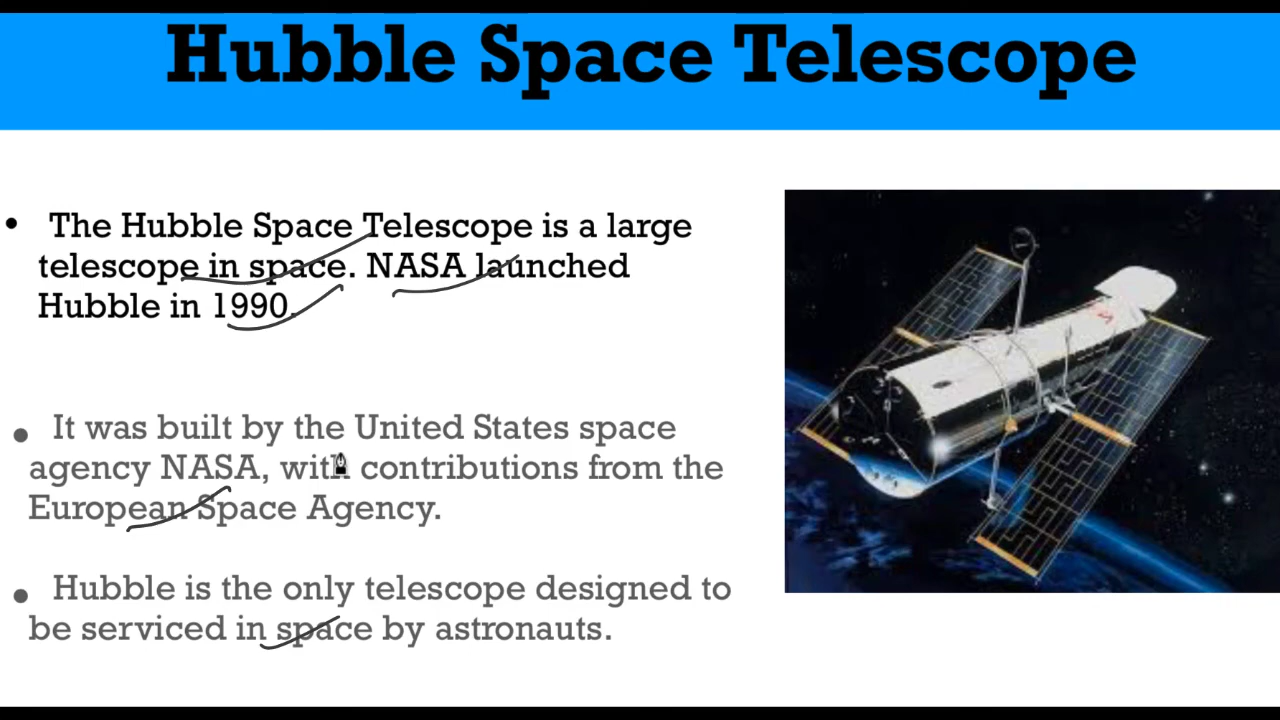 Hubble Space Telescope
• The Hubble Space Telescope is a large
telescope in space. NASA launched
Hubble in 1990.
• It was built by the United States space
agency NASA, with contributions from the
European Space Agency.
• Hubble is the only telescope designed to
be serviced in space by astronauts.